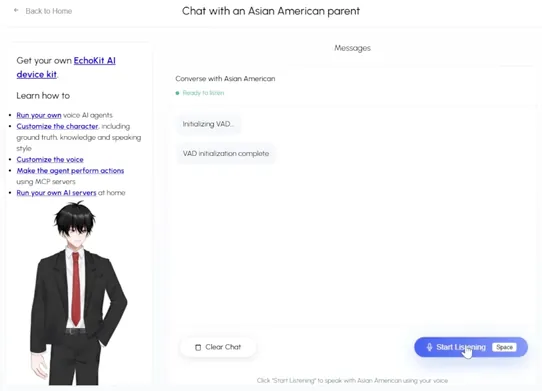 ← Back to Home
Chat with an Asian American parent
Get your own EchoKit AI
device kit.
Learn how to
• Run your own voice AI agents
• Customize the character, including
ground truth, knowledge and speaking
style
• Customize the voice
• Make the agent perform actions
using MCP servers
• Run your own AI servers at home
Messages
Converse with Asian American
Ready to listen
Initializing VAD...
VAD initialization complete
Clear Chat
Start Listening Space
Click "Start Listening" to speak with Asian American using your voice